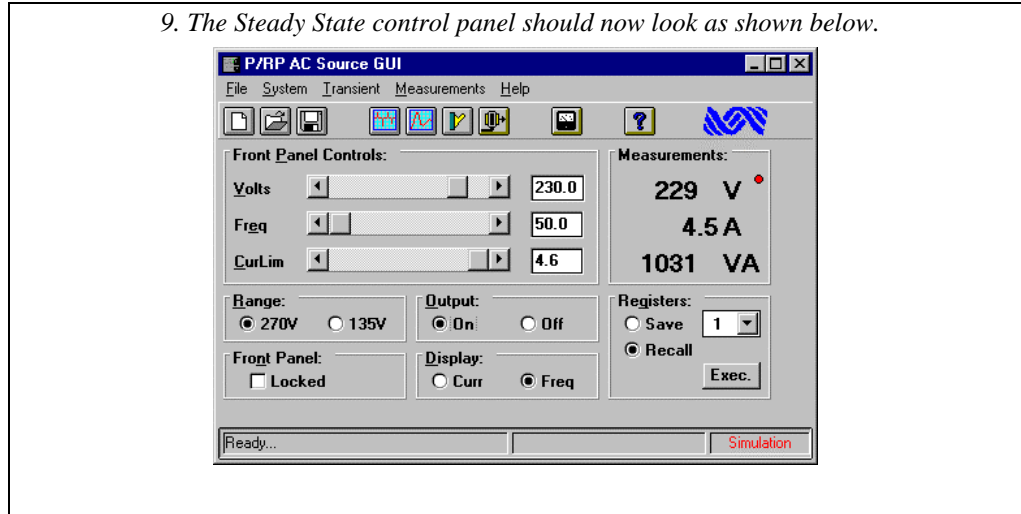 9. The Steady State control panel should now look as shown below.
P/RP AC Source GUI
File System Transient Measurements Help
Front Panel Controls:
Volts 230.0
Freq 50.0
CurLim 4.6
Measurements:
229 V
4.5 A
1031 VA
Range:
270V 135V
Output:
On Off
Registers:
Save 1
Recall
Exec.
Front Panel:
Locked
Display:
Curr Freq
Ready...
Simulation